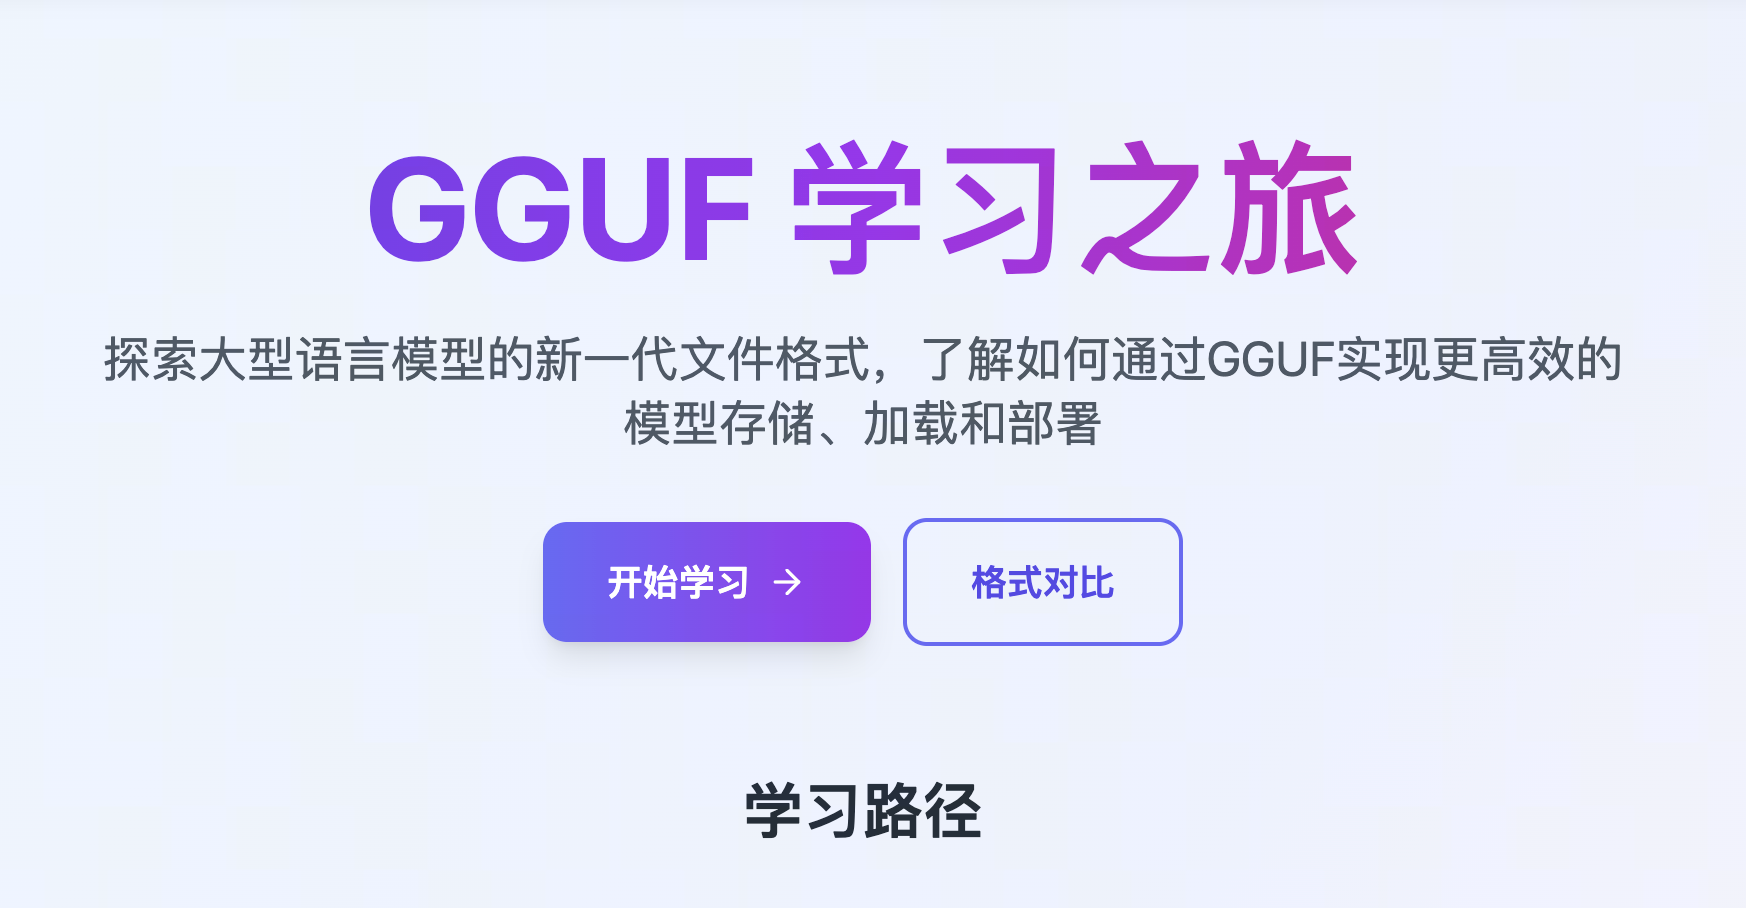 GGUF 学习之旅
探索大型语言模型的新一代文件格式，了解如何通过GGUF实现更高效的
模型存储、加载和部署
开始学习 →
格式对比
学习路径